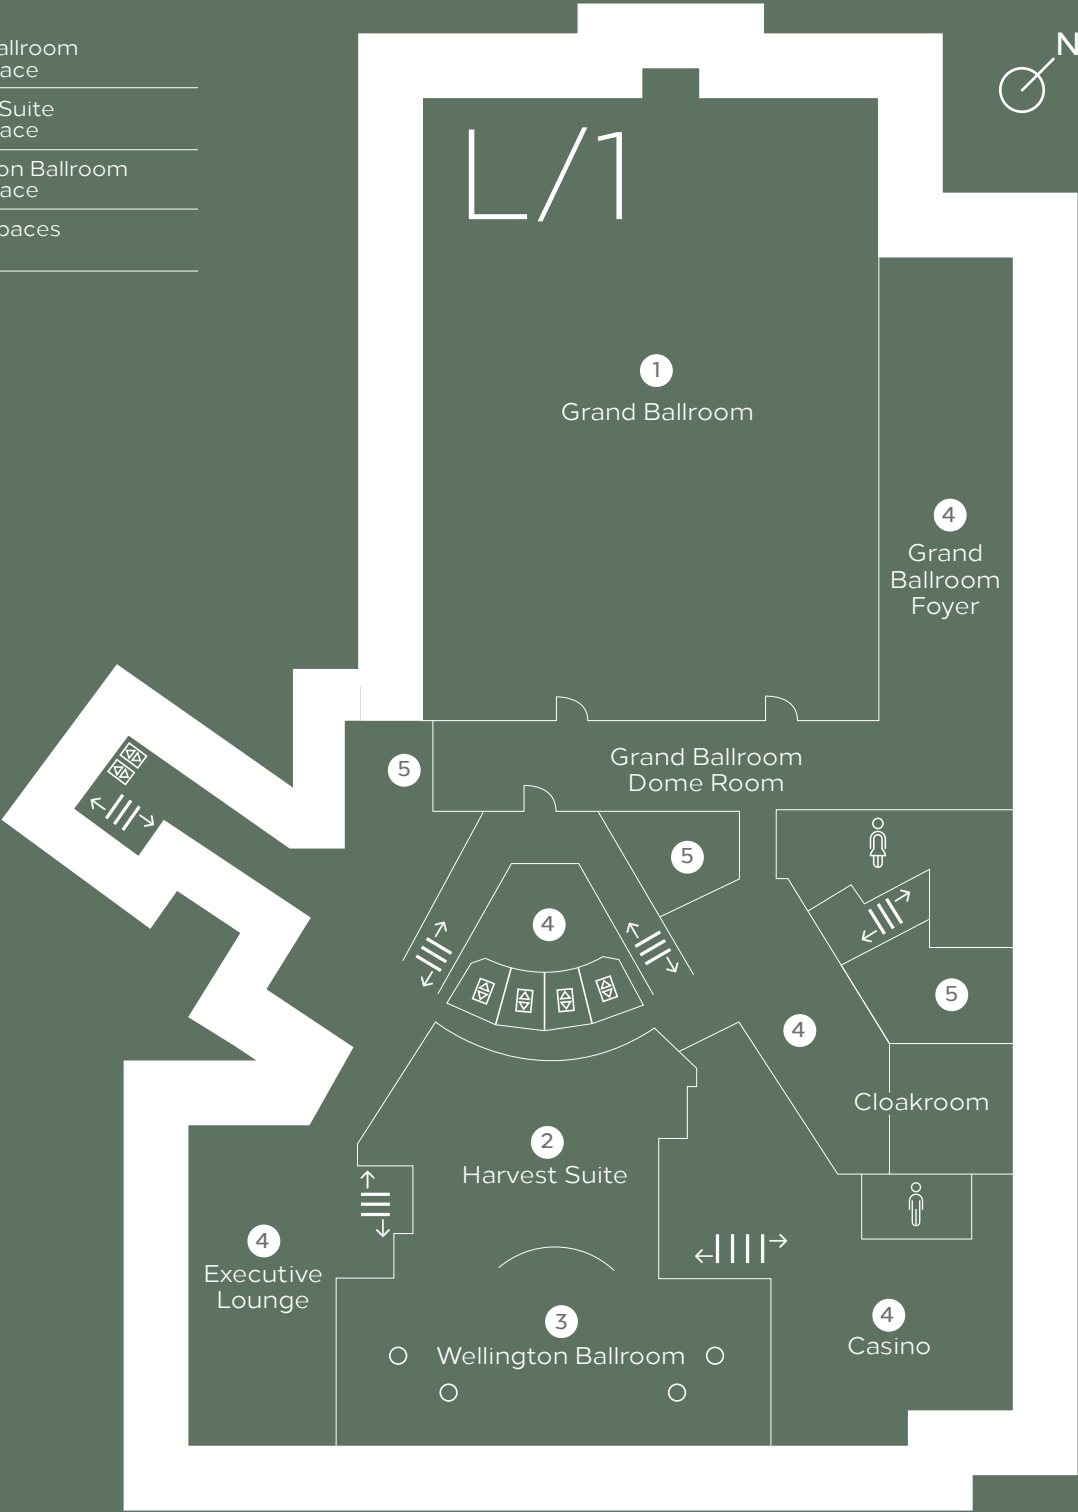 allroom
ace
Suite
ace
on Ballroom
ace
paces
N
L/1
1
Grand Ballroom
4
Grand
Ballroom
Foyer
Grand Ballroom
Dome Room
5
5
4
5
4
Cloakroom
2
Harvest Suite
4
Executive
Lounge
3
Wellington Ballroom
4
Casino